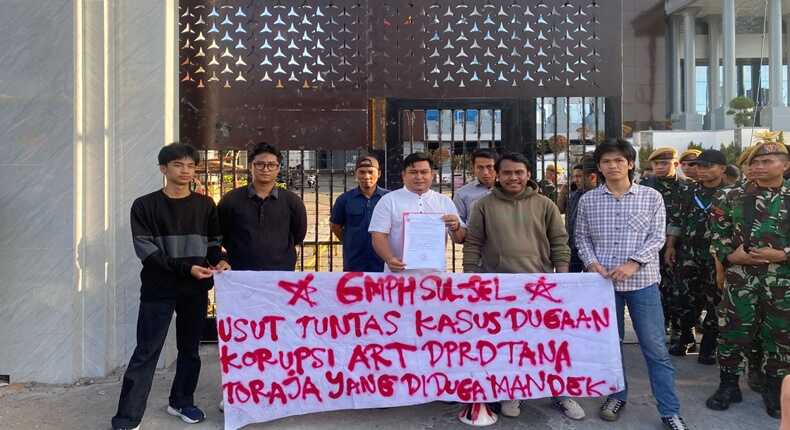 ☆ GMPH SUL-SEL ☆
USUT TUNTAS KASUS DUGAAN
KORUPSI ART DPRD TANA
TORAJA YANG DI DUGA MANDEK.